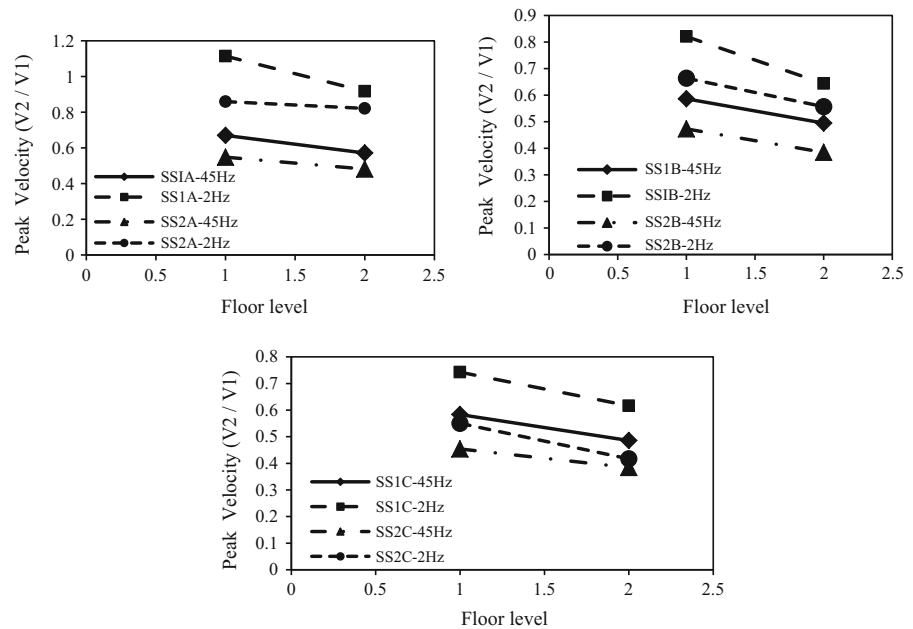 Peak Velocity (V2 / V1)
1.2
1
0.8
0.6
0.4
0.2
0
SSIA-45Hz
SS1A-2Hz
SS2A-45Hz
SS2A-2Hz
0 0.5 1 1.5 2 2.5
Floor level
Peak Velocity (V2 / V1)
0.9
0.8
0.7
0.6
0.5
0.4
0.3
0.2
0.1
0
SS1B-45Hz
SSIB-2Hz
SS2B-45Hz
SS2B-2Hz
0 0.5 1 1.5 2 2.5
Floor level
Peak Velocity (V2 / V1)
0.8
0.7
0.6
0.5
0.4
0.3
0.2
0.1
0
SS1C-45Hz
SS1C-2Hz
SS2C-45Hz
SS2C-2Hz
0 0.5 1 1.5 2 2.5
Floor level